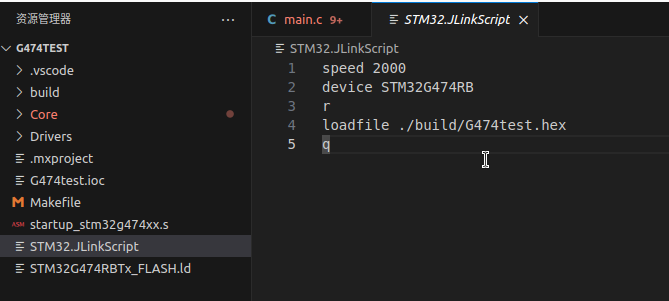 资源管理器
G474TEST
.vscode
build
Core
Drivers
.mxproject
G474test.ioc
Makefile
ASM startup_stm32g474xx.s
STM32.JLinkScript
STM32G474RBTx_FLASH.ld
C main.c 9+
STM32.JLinkScript
STM32.JLinkScript
1 speed 2000
2 device STM32G474RB
3 r
4 loadfile ./build/G474test.hex
5 q